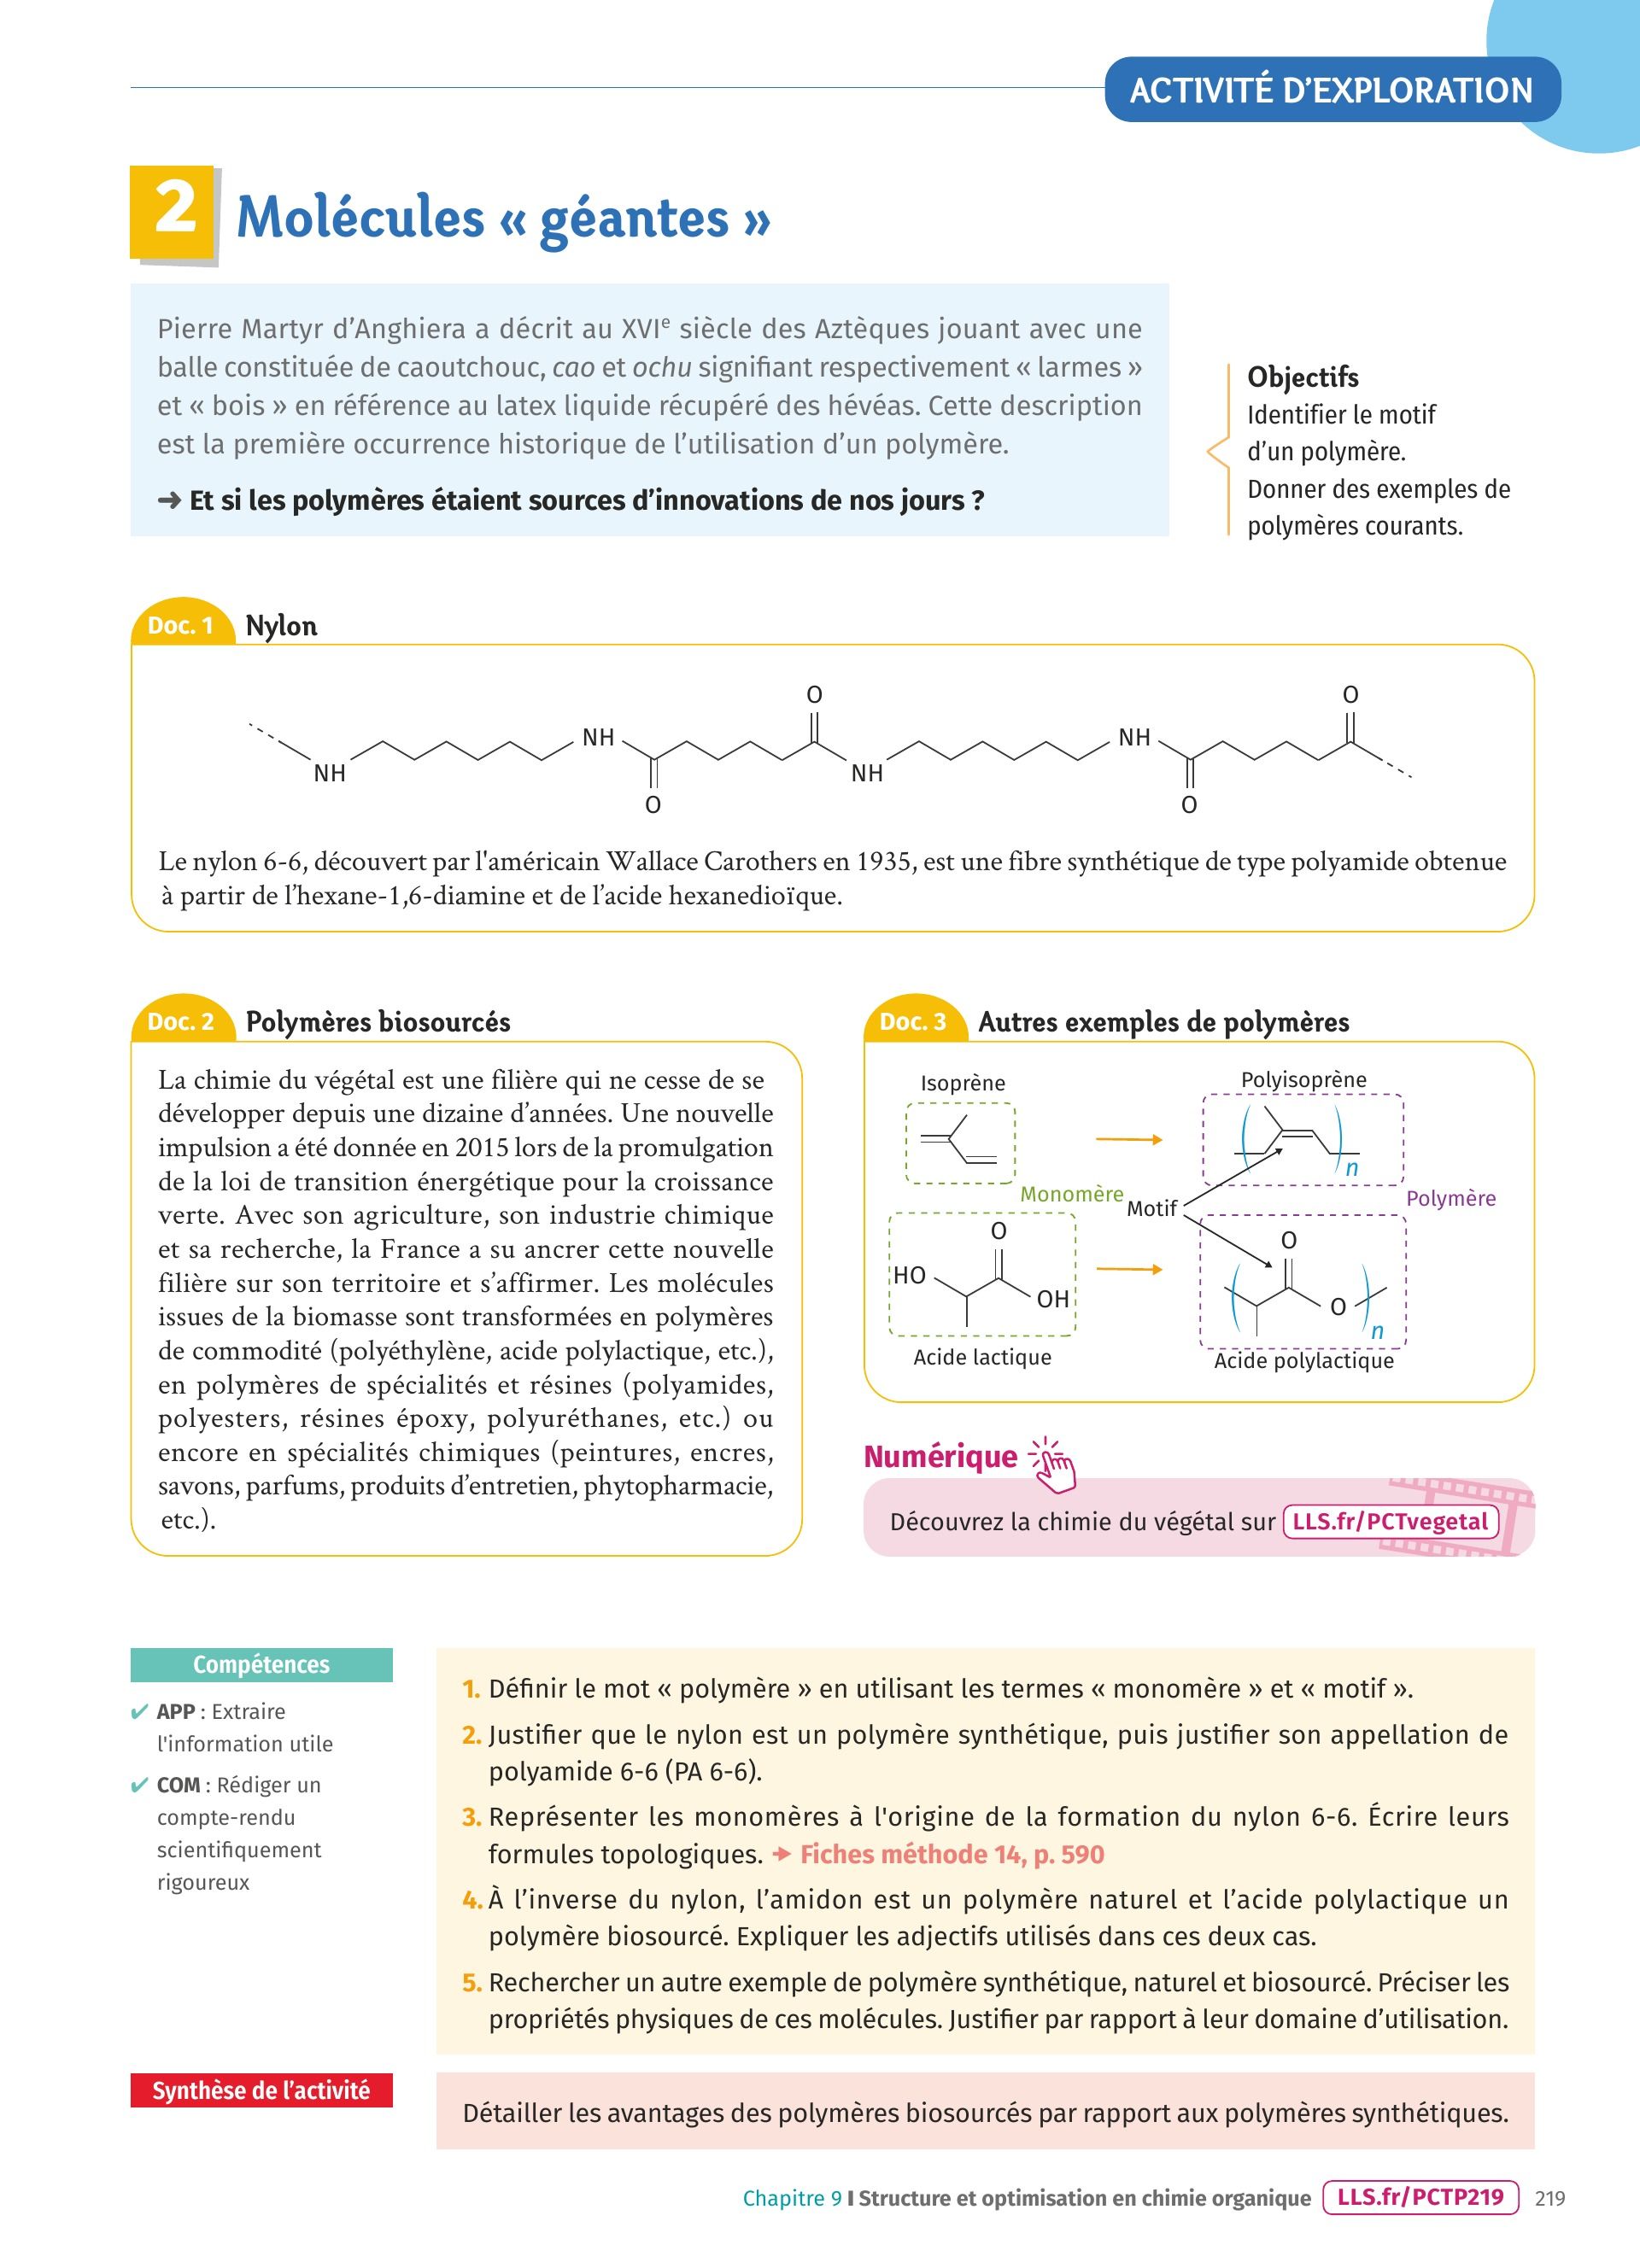 ACTIVITÉ D'EXPLORATION
2 Molécules « géantes »
Pierre Martyr d'Anghiera a décrit au XVIe siècle des Aztèques jouant avec une
balle constituée de caoutchouc, cao et ochu signifiant respectivement « larmes »
et « bois » en référence au latex liquide récupéré des hévéas. Cette description
est la première occurrence historique de l'utilisation d'un polymère.
➜ Et si les polymères étaient sources d'innovations de nos jours ?
Objectifs
Identifier le motif
d'un polymère.
Donner des exemples de
polymères courants.
Doc. 1 Nylon
O O
NH NH
NH NH
O O
Le nylon 6-6, découvert par l'américain Wallace Carothers en 1935, est une fibre synthétique de type polyamide obtenue
à partir de l'hexane-1,6-diamine et de l'acide hexanedioïque.
Doc. 2 Polymères biosourcés
La chimie du végétal est une filière qui ne cesse de se
développer depuis une dizaine d'années. Une nouvelle
impulsion a été donnée en 2015 lors de la promulgation
de la loi de transition énergétique pour la croissance
verte. Avec son agriculture, son industrie chimique
et sa recherche, la France a su ancrer cette nouvelle
filière sur son territoire et s'affirmer. Les molécules
issues de la biomasse sont transformées en polymères
de commodité (polyéthylène, acide polylactique, etc.),
en polymères de spécialités et résines (polyamides,
polyesters, résines époxy, polyuréthanes, etc.) ou
encore en spécialités chimiques (peintures, encres,
savons, parfums, produits d'entretien, phytopharmacie,
etc.).
Doc. 3 Autres exemples de polymères
Isoprène
Polyisoprène
n
Monomère
Motif
Polymère
O
HO
OH
Acide lactique
O
O
n
Acide polylactique
Numérique
Découvrez la chimie du végétal sur LLS.fr/PCTvegetal
Compétences
✔ APP : Extraire
l'information utile
✔ COM : Rédiger un
compte-rendu
scientifiquement
rigoureux
1. Définir le mot « polymère » en utilisant les termes « monomère » et « motif ».
2. Justifier que le nylon est un polymère synthétique, puis justifier son appellation de
polyamide 6-6 (PA 6-6).
3. Représenter les monomères à l'origine de la formation du nylon 6-6. Écrire leurs
formules topologiques. ➜ Fiches méthode 14, p. 590
4. À l'inverse du nylon, l'amidon est un polymère naturel et l'acide polylactique un
polymère biosourcé. Expliquer les adjectifs utilisés dans ces deux cas.
5. Rechercher un autre exemple de polymère synthétique, naturel et biosourcé. Préciser les
propriétés physiques de ces molécules. Justifier par rapport à leur domaine d'utilisation.
Synthèse de l'activité
Détailler les avantages des polymères biosourcés par rapport aux polymères synthétiques.
Chapitre 9 I Structure et optimisation en chimie organique LLS.fr/PCTP219 219